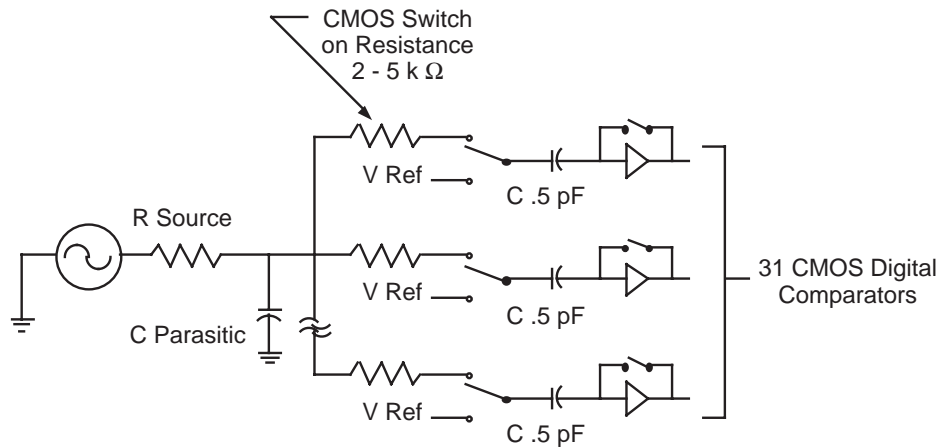 CMOS Switch
on Resistance
2 - 5 k Ω
V Ref
C .5 pF
R Source
V Ref
C .5 pF
31 CMOS Digital
Comparators
C Parasitic
V Ref
C .5 pF